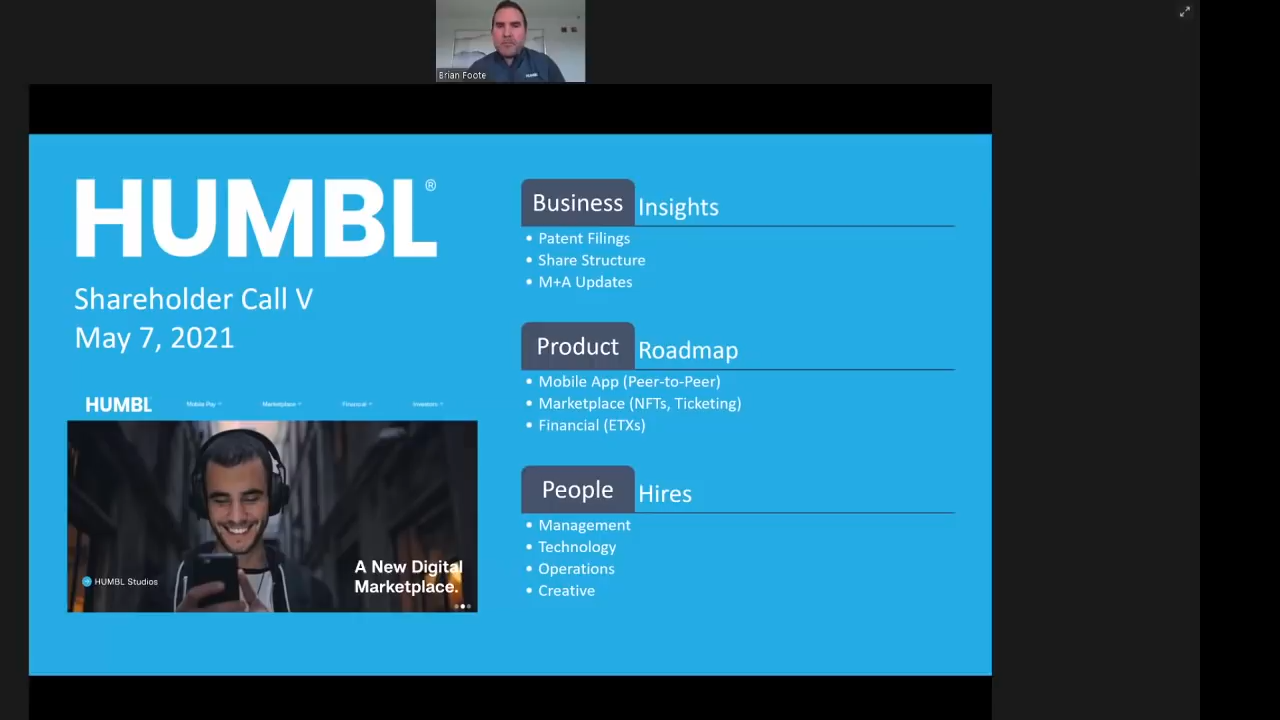 Brian Foote
HUMBL®
Shareholder Call V
May 7, 2021
HUMBL
Mobile Pay
Marketplace
Financial
Investors
HUMBL Studios
A New Digital
Marketplace.
Business Insights
• Patent Filings
• Share Structure
• M+A Updates
Product Roadmap
• Mobile App (Peer-to-Peer)
• Marketplace (NFTs, Ticketing)
• Financial (ETXs)
People Hires
• Management
• Technology
• Operations
• Creative